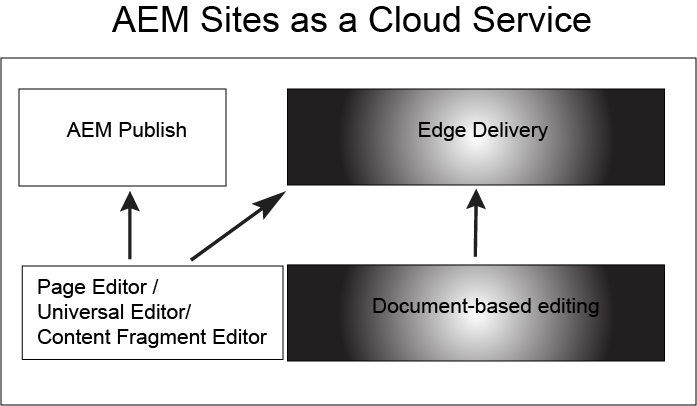 AEM Sites as a Cloud Service
AEM Publish
Edge Delivery
Page Editor /
Universal Editor/
Content Fragment Editor
Document-based editing